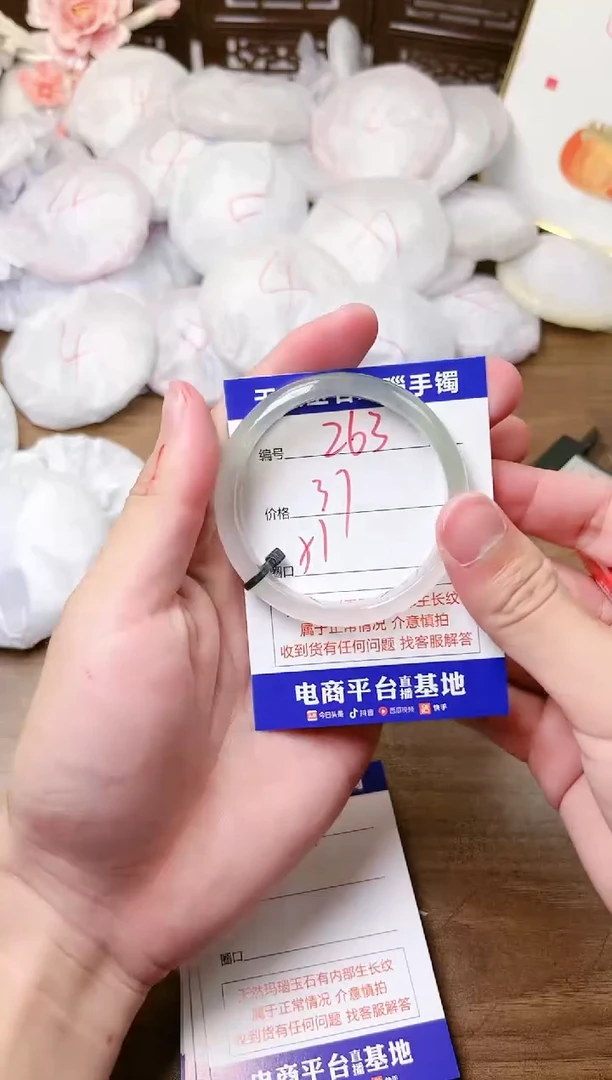 瑙手镯
编号 263
价格 37
圈口 X1
生长纹
属于正常情况 介意慎拍
收到货有任何问题 找客服解答
电商平台直播基地
今日头条 抖音 西瓜视频 快手
圈口
天然玛瑙玉石有内部生长纹
属于正常情况 介意慎拍
收到货有任何问题 找客服解答
电商平台直播基地